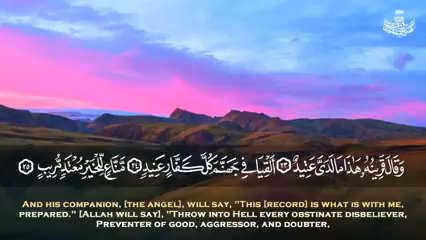 وَقَالَ قَرِينُهُ هَٰذَا مَا لَدَىَّ عَتِيدٌ ٢٣ أَلْقِيَا فِي جَهَنَّمَ كُلَّ كَفَّارٍ عَنِيدٍ ٢٤ مَّنَّاعٍ لِّلْخَيْرِ مُعْتَدٍ مُّرِيبٍ ٢٥
And his companion, [the angel], will say, "This [record] is what is with me,
prepared." [Allah will say], "Throw into Hell every obstinate disbeliever,
Preventer of good, aggressor, and doubter,